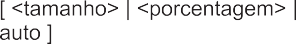 [ <tamanho> | <porcentagem> |
auto ]